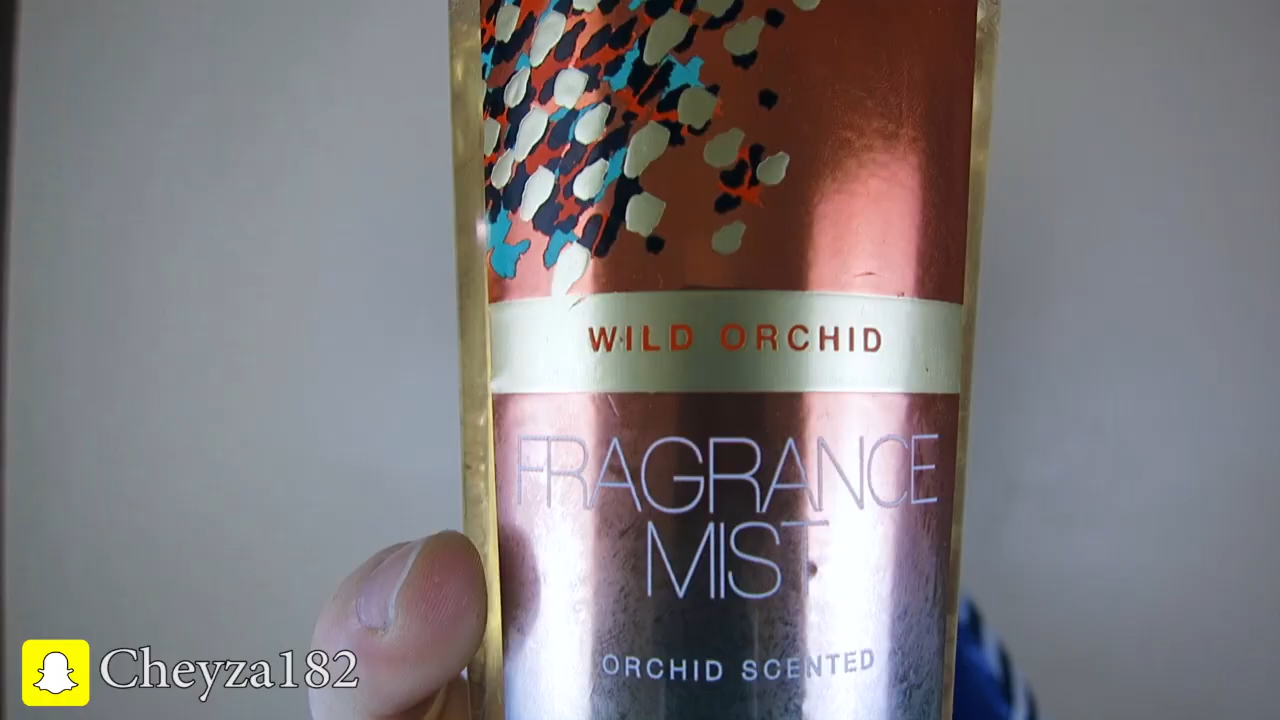 WILD ORCHID
FRAGRANCE
MIST
ORCHID SCENTED
Cheyza182